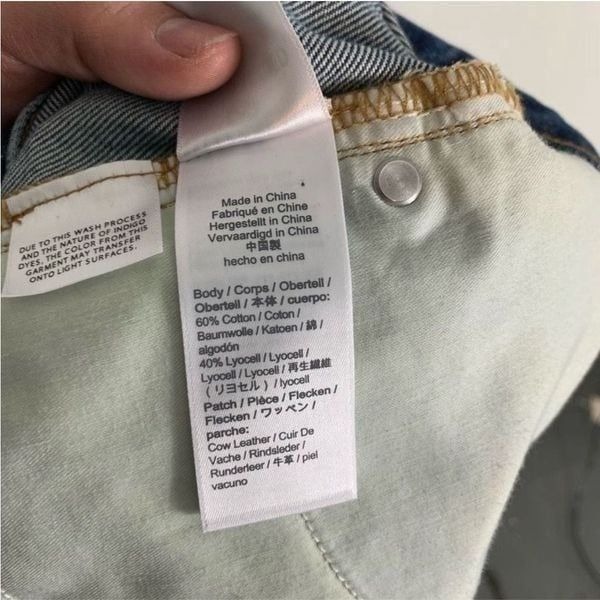 DUE TO THIS WASH PROCESS
AND THE NATURE OF INDIGO
DYES, THE COLOR FROM THIS
GARMENT MAY TRANSFER
ONTO LIGHT SURFACES.
Made in China
Fabriqué en Chine
Hergestellt in China
Vervaardigd in China
中国製
hecho en china
Body / Corps / Oberteil /
Oberteil / 本体 / cuerpo:
60% Cotton / Coton /
Baumwolle / Katoen / 綿 /
algodón
40% Lyocell / Lyocell /
Lyocell / Lyocell / 再生繊維
（リヨセル）/ lyocell
Patch / Pièce / Flecken /
Flecken / ワッペン /
parche:
Cow Leather / Cuir De
Vache / Rindsleder /
Runderleer / 牛革 / piel
vacuno